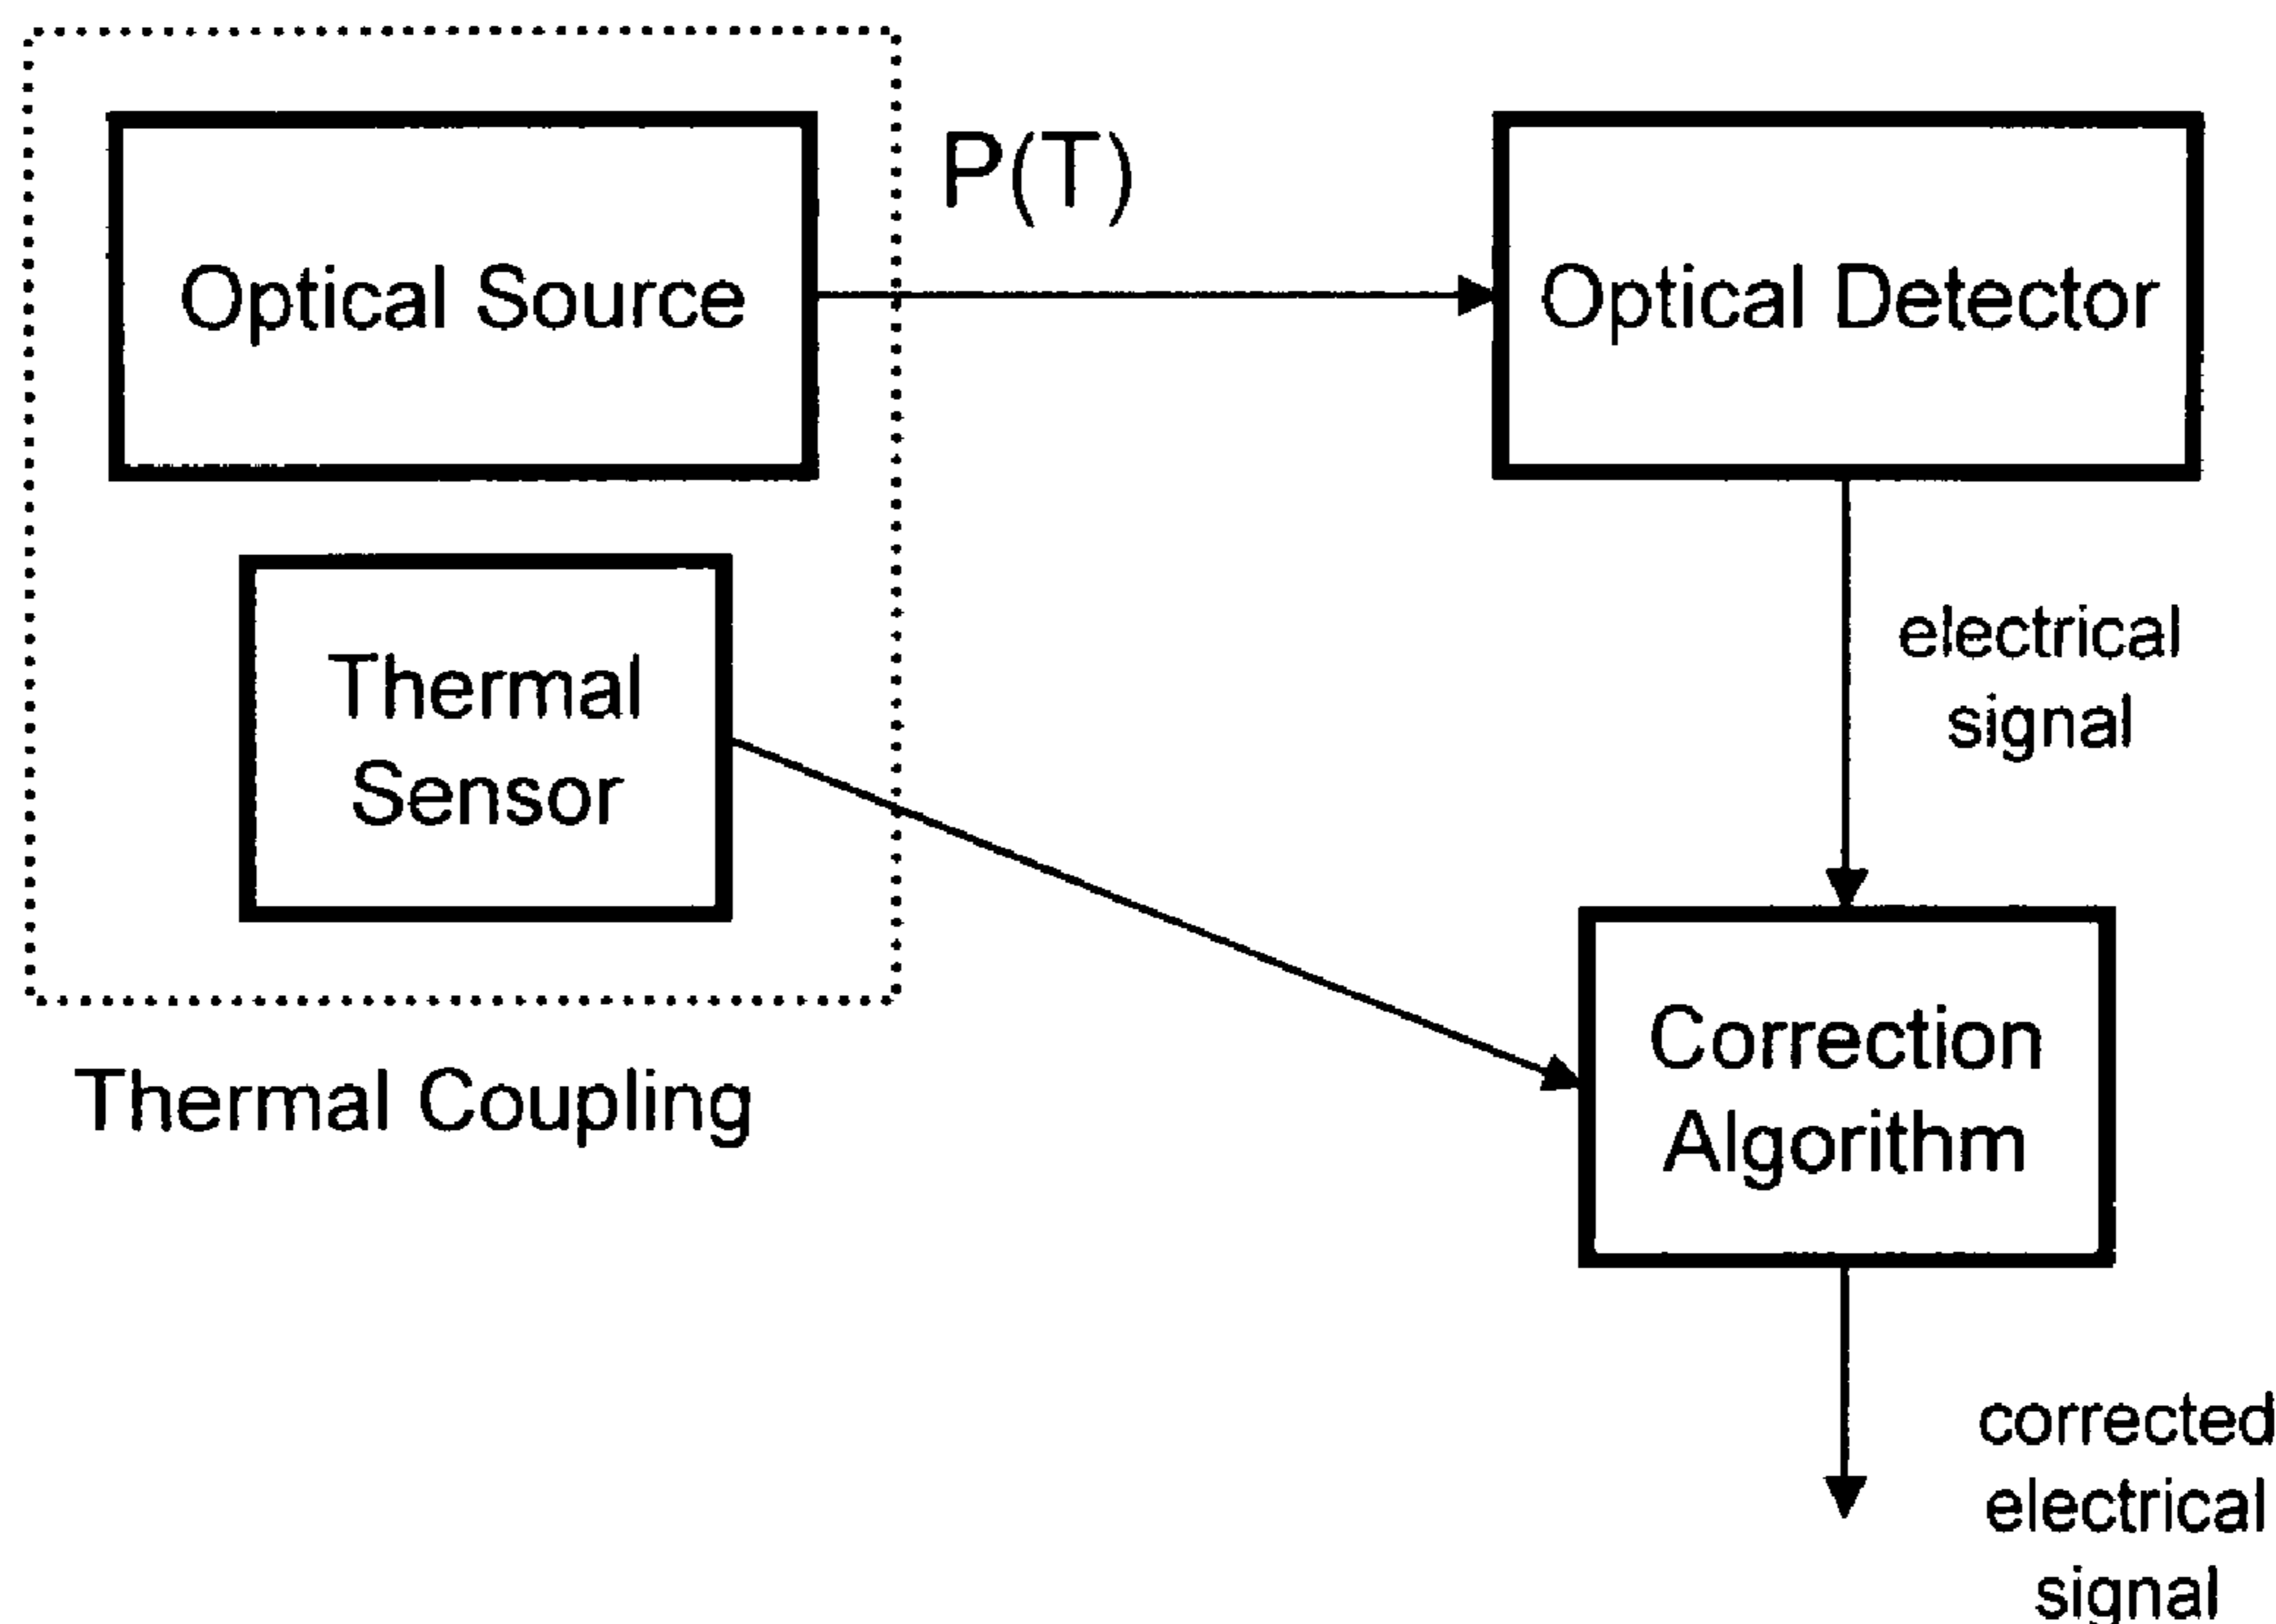 P(T)
Optical Source
Optical Detector
Thermal
Sensor
electrical
signal
Thermal Coupling
Correction
Algorithm
corrected
electrical
signal